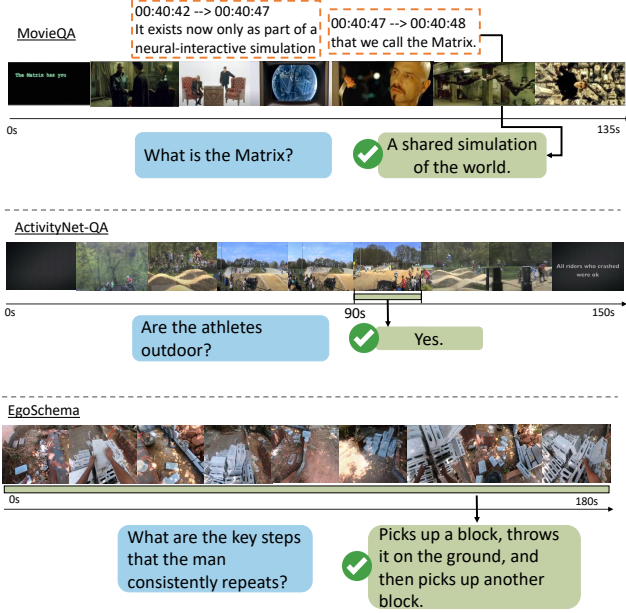 MovieQA
00:40:42 --> 00:40:47
It exists now only as part of a
neural-interactive simulation
00:40:47 --> 00:40:48
that we call the Matrix.
The Matrix has you
0s
135s
What is the Matrix?
A shared simulation
of the world.
ActivityNet-QA
All riders who crashed
were ok
0s
90s
150s
Are the athletes
outdoor?
Yes.
EgoSchema
0s
180s
What are the key steps
that the man
consistently repeats?
Picks up a block, throws
it on the ground, and
then picks up another
block.